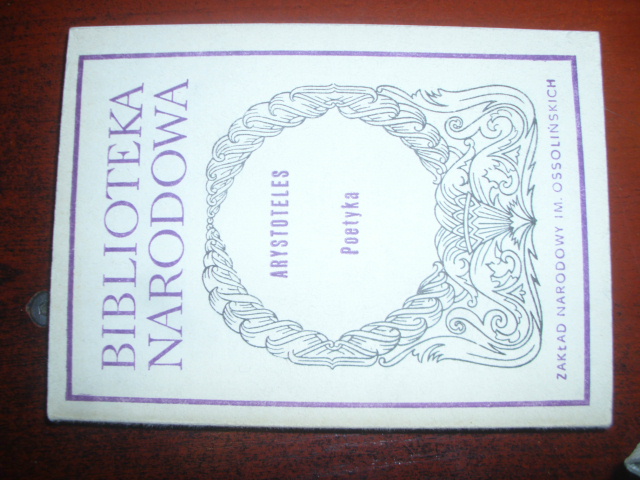 BIBLIOTEKA
NARODOWA
ARYSTOTELES
Poetyka
ZAKŁAD NARODOWY IM. OSSOLIŃSKICH